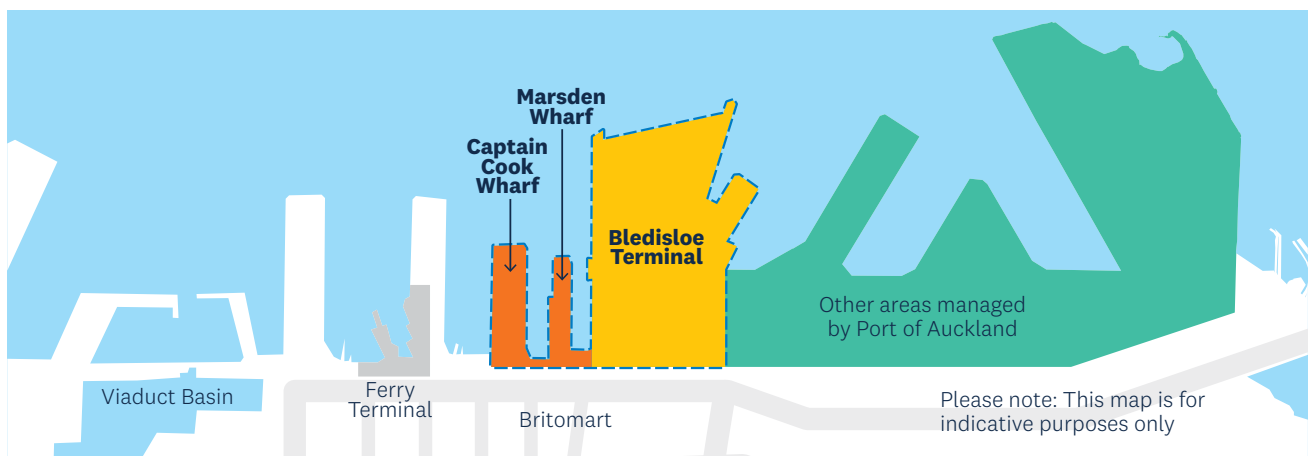 Marsden
Wharf
Captain
Cook
Wharf
Bledisloe
Terminal
Other areas managed
by Port of Auckland
Viaduct Basin
Ferry
Terminal
Britomart
Please note: This map is for
indicative purposes only